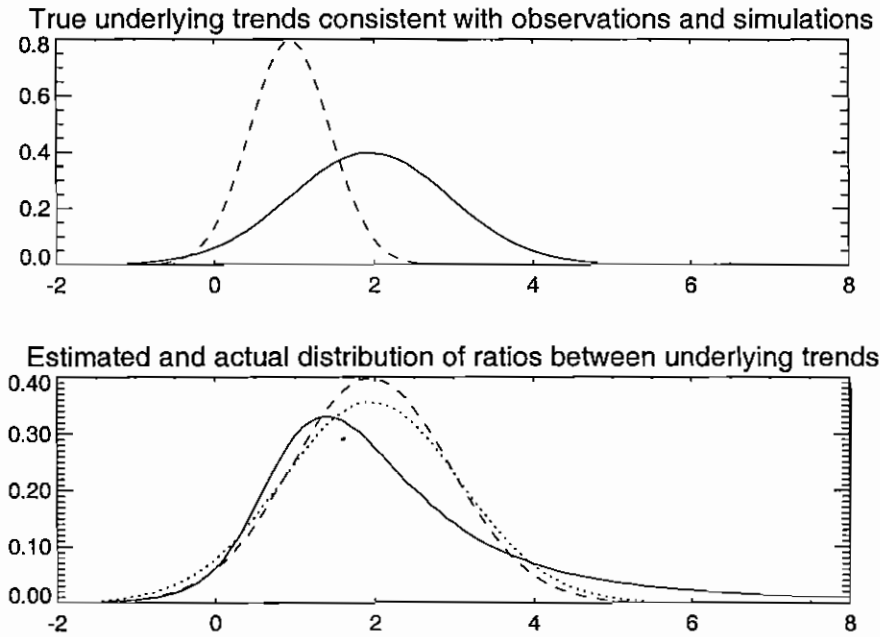 True underlying trends consistent with observations and simulations
0.8
0.6
0.4
0.2
0.0
-2 0 2 4 6 8
Estimated and actual distribution of ratios between underlying trends
0.40
0.30
0.20
0.10
0.00
-2 0 2 4 6 8